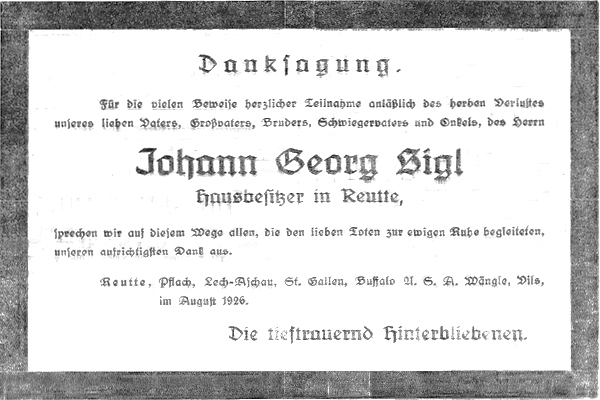 Danksagung.
Für die vielen Beweise herzlicher Teilnahme anläßlich des herben Verlustes
unseres lieben Vaters, Großvaters, Bruders, Schwiegervaters und Onkels, des Herrn
Johann Georg Sigl
Hausbesitzer in Reutte,
sprechen wir auf diesem Wege allen, die den lieben Toten zur ewigen Ruhe begleiteten,
unseren aufrichtigsten Dank aus.
Reutte, Pflach, Lech-Aschau, St. Gallen, Buffalo U. S. A. Wängle, Vils,
im August 1926.
Die tieftrauernd Hinterbliebenen.